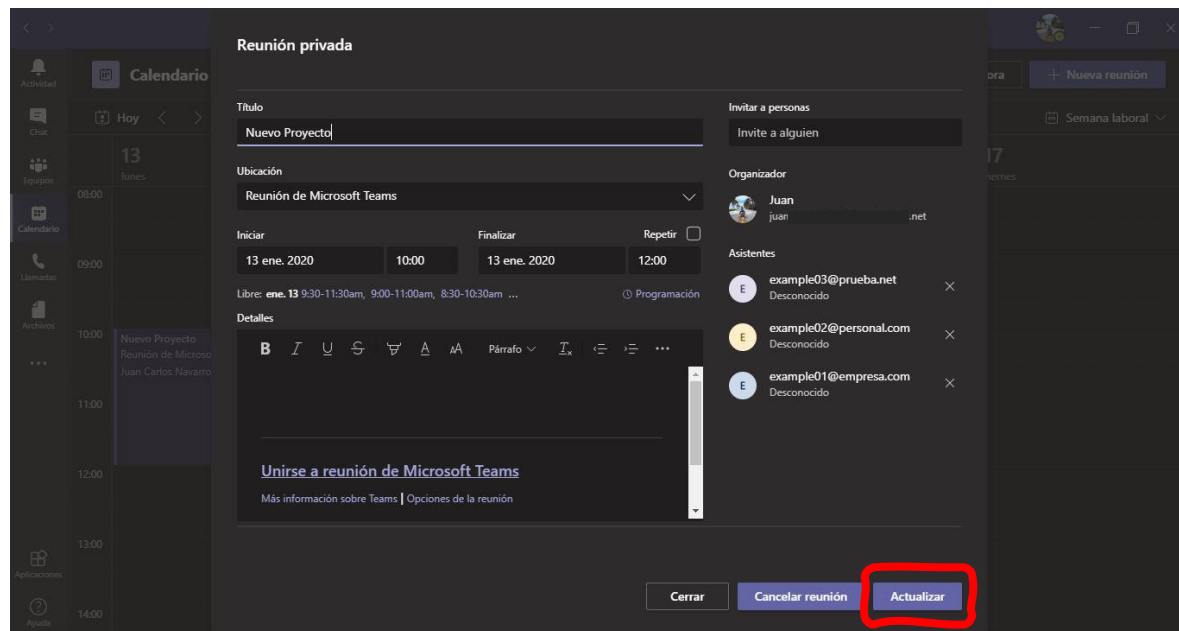 Reunión privada
Actividad
Calendario
ora
+ Nueva reunión
Chat
Hoy
Semana laboral
Equipos
13
lunes
17
Calendario
Llamadas
Archivos
Aplicaciones
Ayuda
08:00
09:00
10:00
11:00
12:00
13:00
14:00
Nuevo Proyecto
Reunión de Microso
Juan Carlos Navarro
Título
Nuevo Proyecto
Ubicación
Reunión de Microsoft Teams
Iniciar Finalizar Repetir
13 ene. 2020 10:00 13 ene. 2020 12:00
Libre: ene. 13 9:30-11:30am, 9:00-11:00am, 8:30-10:30am ... Programación
Detalles
B I U S A AA Párrafo Ix ...
Unirse a reunión de Microsoft Teams
Más información sobre Teams | Opciones de la reunión
Invitar a personas
Invite a alguien
Organizador
Juan
juan .net
Asistentes
E example03@prueba.net
Desconocido
E example02@personal.com
Desconocido
E example01@empresa.com
Desconocido
Cerrar Cancelar reunión Actualizar